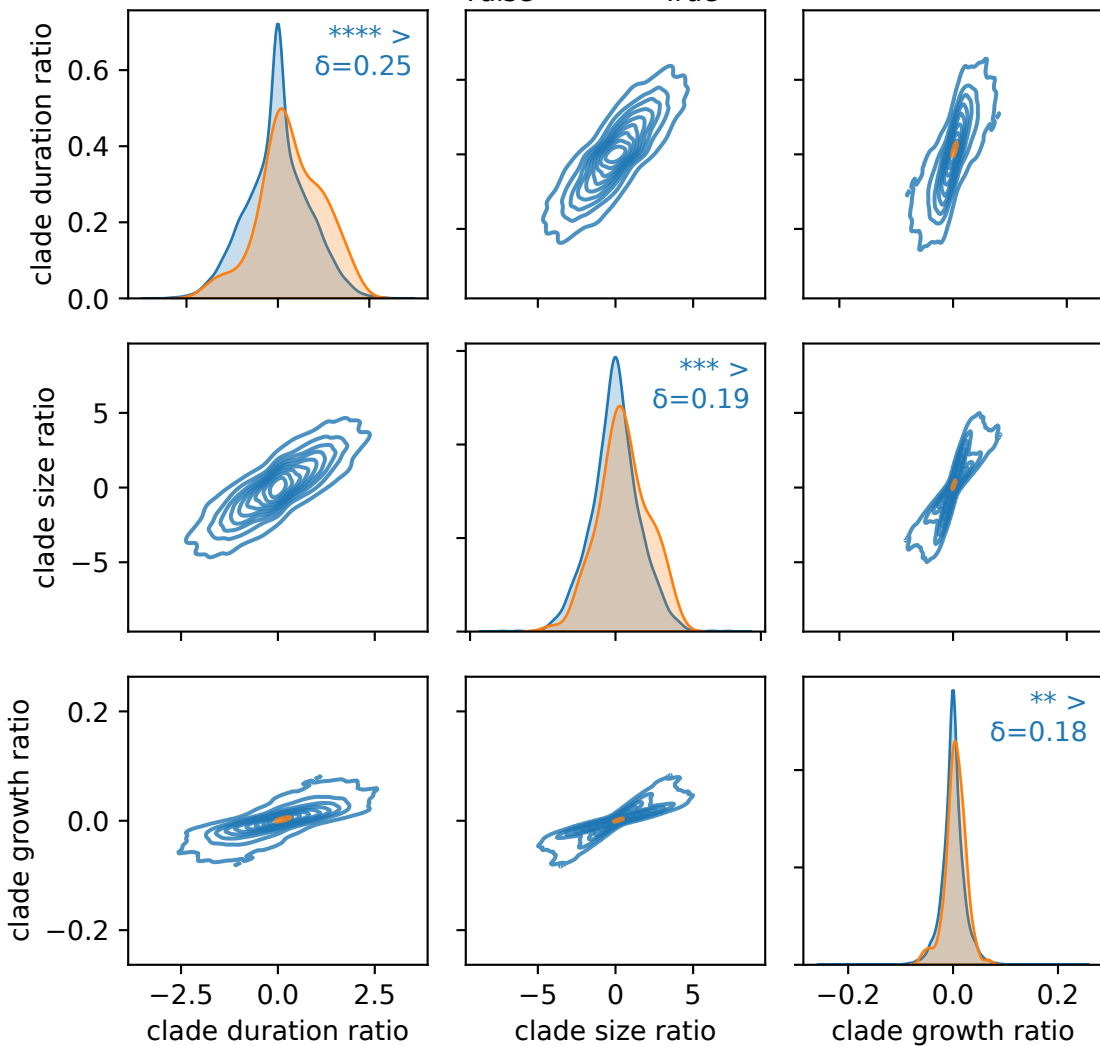 False True
clade duration ratio
0.6
0.4
0.2
0.0
**** >
δ=0.25
clade size ratio
5
0
−5
*** >
δ=0.19
clade growth ratio
0.2
0.0
−0.2
** >
δ=0.18
−2.5 0.0 2.5
−5 0 5
−0.2 0.0 0.2
clade duration ratio
clade size ratio
clade growth ratio